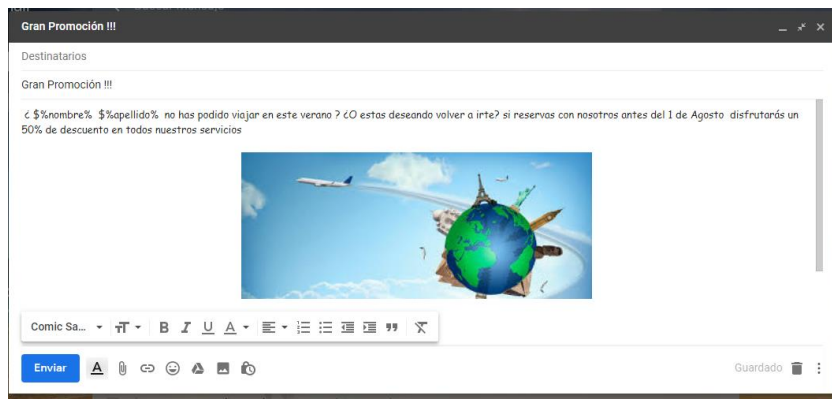 Gran Promoción !!!
Destinatarios
Gran Promoción !!!
¿ $%nombre% $%apellido% no has podido viajar en este verano ? ¿O estas deseando volver a irte? si reservas con nosotros antes del 1 de Agosto disfrutarás un
50% de descuento en todos nuestros servicios
Comic Sa...
Enviar
Guardado